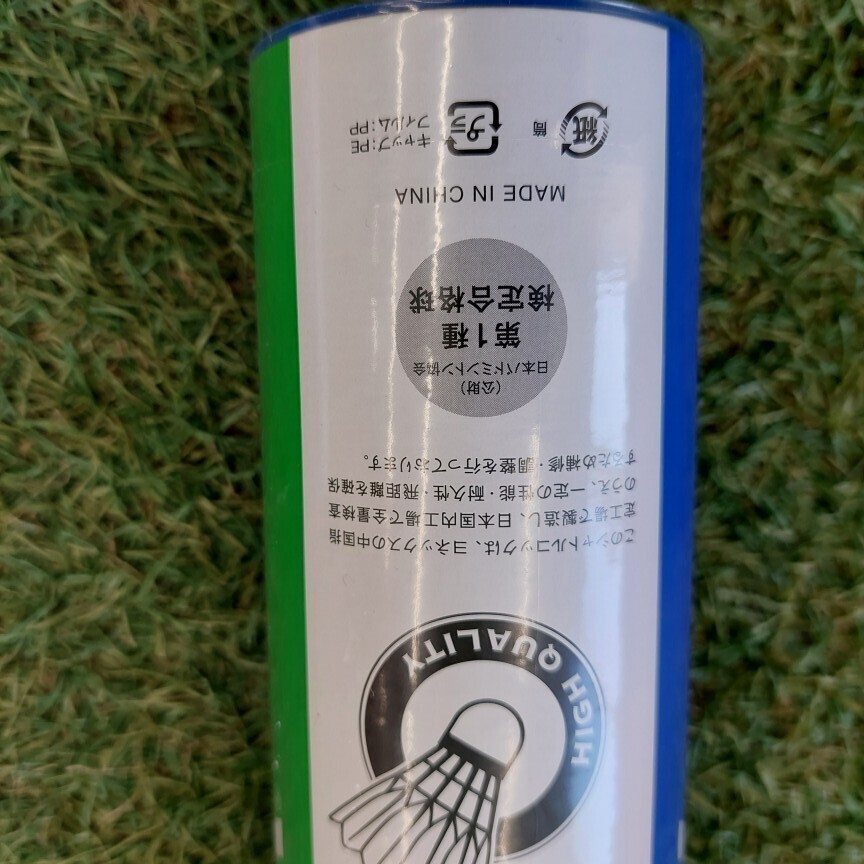 HIGH QUALITY
このシャトルコックは、ヨネックスの中国指
定工場で製造し、日本国内工場で全量検査
のうえ、一定の性能・耐久性・飛距離を確保
するため補修・調整を行っております。
(公財)
日本バドミントン協会
第1種
検定合格球
MADE IN CHINA
紙
筒
プラ
キャップ:PE
フィルム:PP